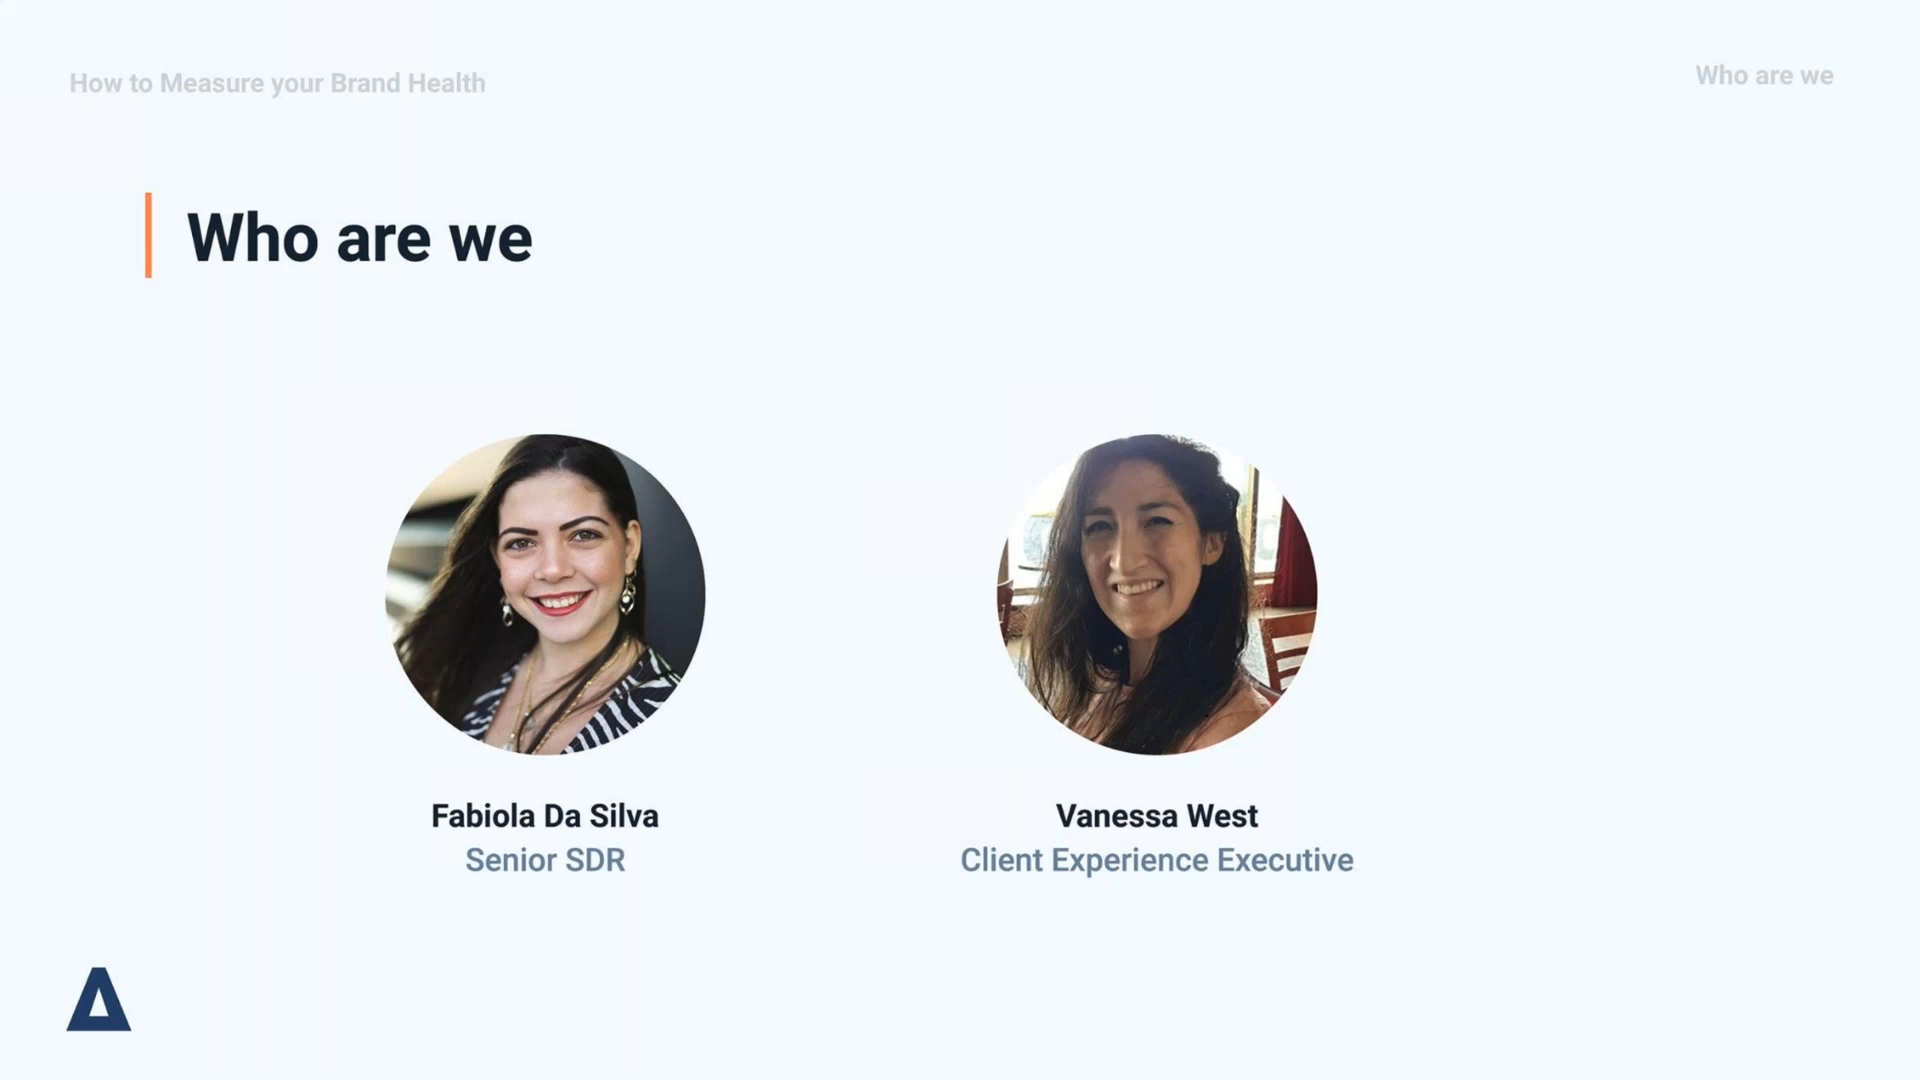 How to Measure your Brand Health
Who are we
Who are we
Fabiola Da Silva
Senior SDR
Vanessa West
Client Experience Executive